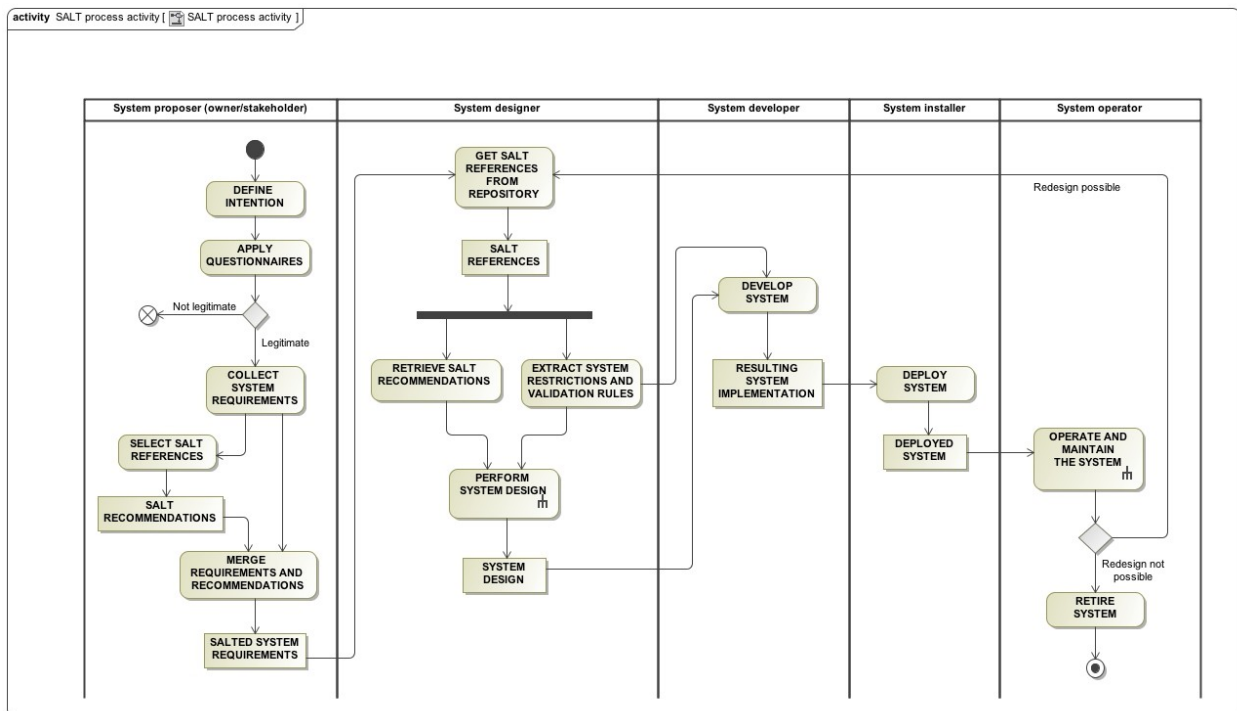 activity SALT process activity [ SALT process activity ]
System proposer (owner/stakeholder)
System designer
System developer
System installer
System operator
DEFINE
INTENTION
APPLY
QUESTIONNAIRES
Not legitimate
Legitimate
COLLECT
SYSTEM
REQUIREMENTS
SELECT SALT
REFERENCES
SALT
RECOMMENDATIONS
MERGE
REQUIREMENTS AND
RECOMMENDATIONS
SALTED SYSTEM
REQUIREMENTS
GET SALT
REFERENCES
FROM
REPOSITORY
SALT
REFERENCES
RETRIEVE SALT
RECOMMENDATIONS
EXTRACT SYSTEM
RESTRICTIONS AND
VALIDATION RULES
PERFORM
SYSTEM DESIGN
SYSTEM
DESIGN
DEVELOP
SYSTEM
RESULTING
SYSTEM
IMPLEMENTATION
DEPLOY
SYSTEM
DEPLOYED
SYSTEM
Redesign possible
OPERATE AND
MAINTAIN
THE SYSTEM
Redesign not
possible
RETIRE
SYSTEM